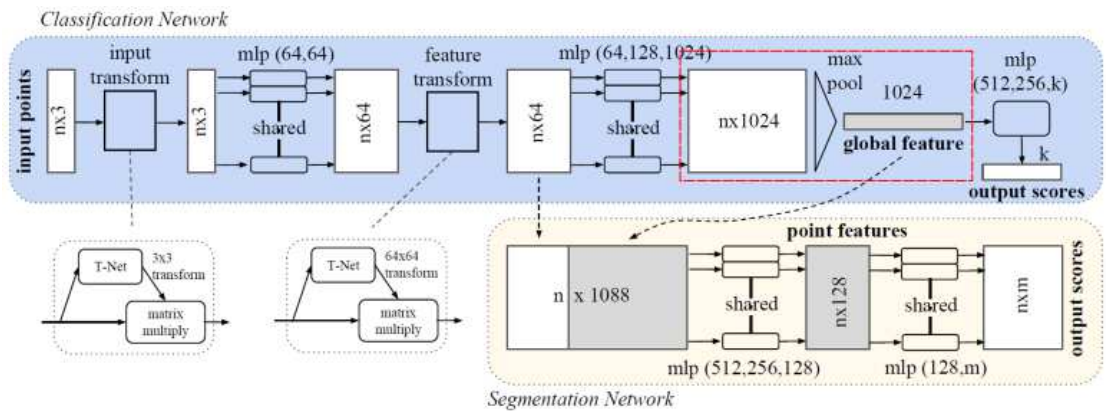 Classification Network
input points
nx3
input
transform
nx3
mlp (64,64)
shared
nx64
feature
transform
nx64
mlp (64,128,1024)
shared
nx1024
max
pool
1024
global feature
mlp
(512,256,k)
k
output scores
T-Net
3x3
transform
matrix
multiply
T-Net
64x64
transform
matrix
multiply
point features
n x 1088
shared
mlp (512,256,128)
nx128
shared
mlp (128,m)
nxm
output scores
Segmentation Network